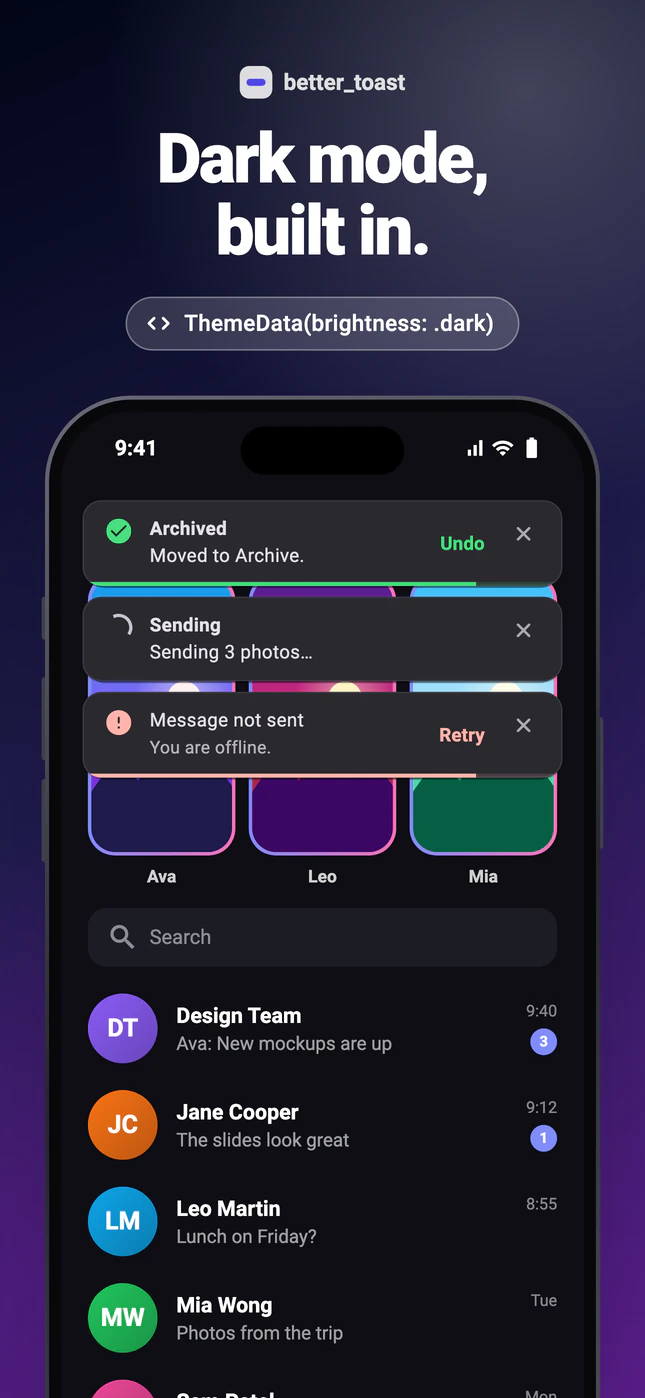 better_toast
Dark mode,
built in.
<> ThemeData(brightness: .dark)
9:41
Archived
Moved to Archive.
Undo
Sending
Sending 3 photos...
Message not sent
You are offline.
Retry
Ava
Leo
Mia
Search
DT
Design Team
Ava: New mockups are up
9:40
3
JC
Jane Cooper
The slides look great
9:12
1
LM
Leo Martin
Lunch on Friday?
8:55
MW
Mia Wong
Photos from the trip
Tue
Sam Patel
Mon